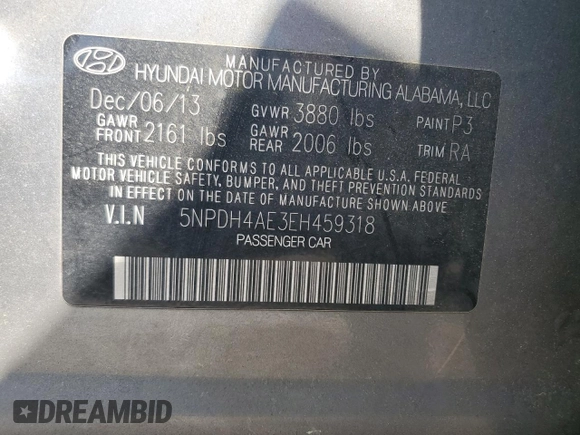 MANUFACTURED BY
HYUNDAI MOTOR MANUFACTURING ALABAMA, LLC
Dec/06/13 GVWR 3880 lbs PAINT P3
GAWR FRONT 2161 lbs GAWR REAR 2006 lbs TRIM RA
THIS VEHICLE CONFORMS TO ALL APPLICABLE U.S.A. FEDERAL
MOTOR VEHICLE SAFETY, BUMPER, AND THEFT PREVENTION STANDARDS
IN EFFECT ON THE DATE OF MANUFACTURE SHOWN ABOVE.
V.I.N 5NPDH4AE3EH459318
PASSENGER CAR
DREAMBID